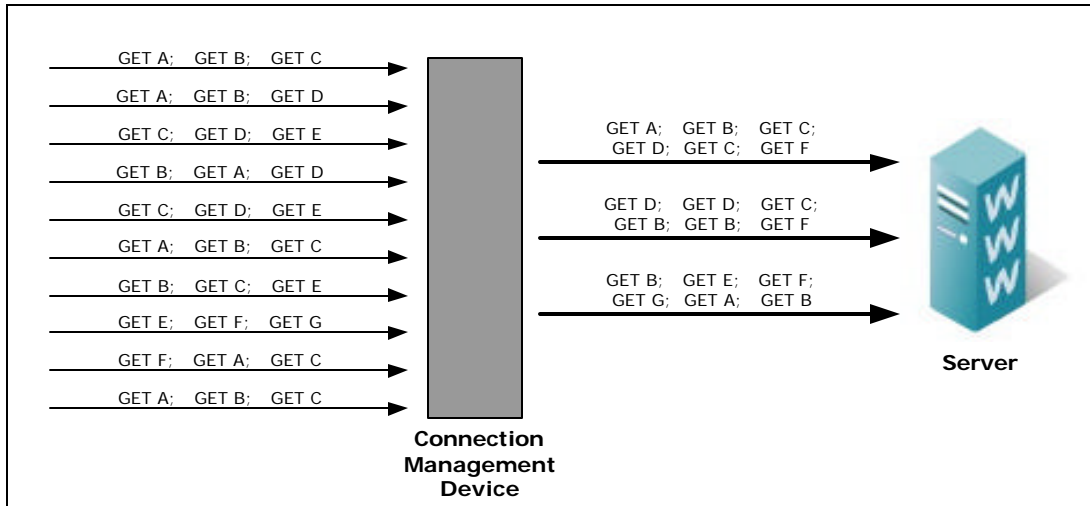 GET A; GET B; GET C
GET A; GET B; GET D
GET C; GET D; GET E
GET B; GET A; GET D
GET C; GET D; GET E
GET A; GET B; GET C
GET B; GET C; GET E
GET E; GET F; GET G
GET F; GET A; GET C
GET A; GET B; GET C
Connection
Management
Device
GET A; GET B; GET C;
GET D; GET C; GET F
GET D; GET D; GET C;
GET B; GET B; GET F
GET B; GET E; GET F;
GET G; GET A; GET B
W
W
W
Server